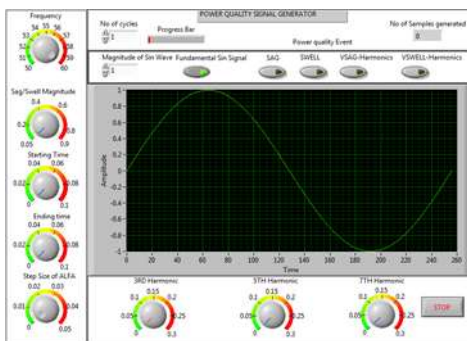 POWER QUALITY SIGNAL GENERATOR
Frequency
50 51 52 53 54 55 56 57 58 59 60
Sag/Swell Magnitude
0.05 0.2 0.4 0.6 0.8 0.9
Starting Time
0 0.02 0.04 0.06 0.08 0.1
Ending time
0 0.02 0.04 0.06 0.08 0.1
Step Size of ALFA
0 0.01 0.02 0.03 0.04 0.05
No of cycles
1
Progress Bar
Power quality Event
No of Samples generated
0
Magnitude of Sin Wave
1
Fundamental Sin Signal
SAG
SWELL
VSAG-Harmonics
VSWELL-Harmonics
Amplitude
1
0.8
0.6
0.4
0.2
0
-0.2
-0.4
-0.6
-0.8
-1
0 20 40 60 80 100 120 140 160 180 200 220 240 260
Time
3RD Harmonic
0 0.05 0.1 0.15 0.2 0.25 0.3
5TH Harmonic
0 0.05 0.1 0.15 0.2 0.25 0.3
7TH Harmonic
0 0.05 0.1 0.15 0.2 0.25 0.3
STOP